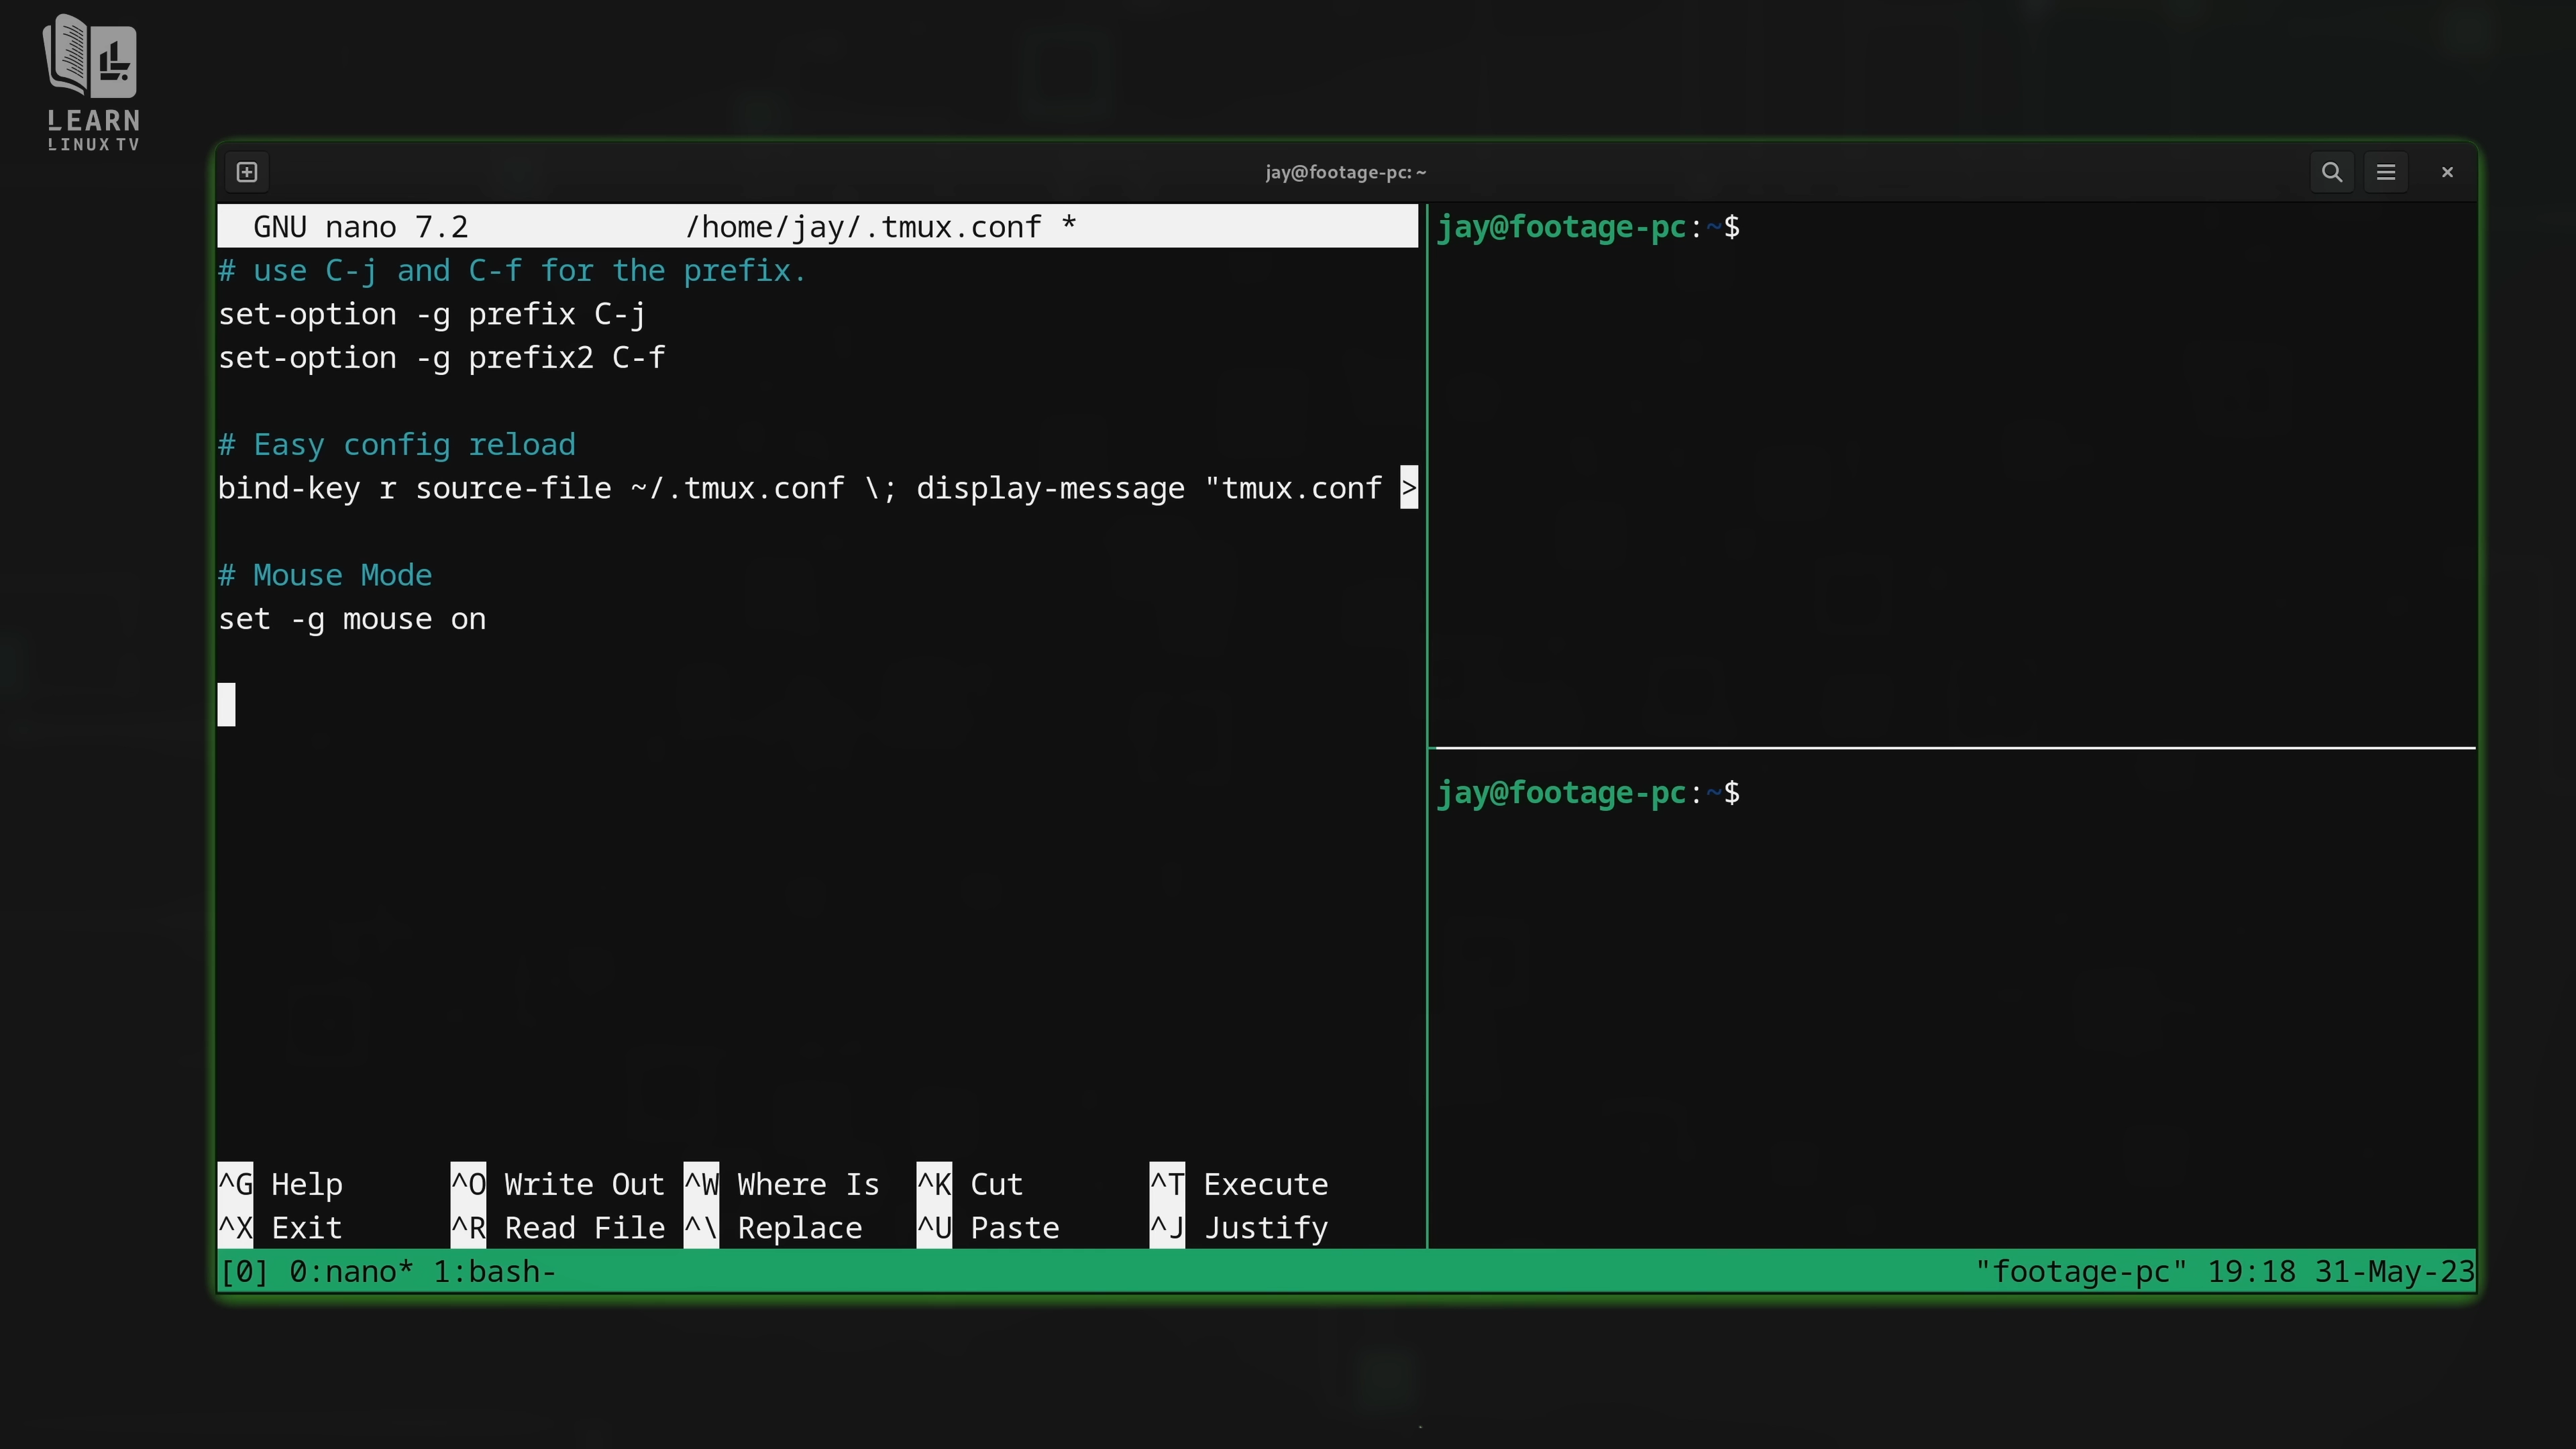 LEARN
LINUX TV
jay@footage-pc: ~
GNU nano 7.2 /home/jay/.tmux.conf *
# use C-j and C-f for the prefix.
set-option -g prefix C-j
set-option -g prefix2 C-f
# Easy config reload
bind-key r source-file ~/.tmux.conf \; display-message "tmux.conf >
# Mouse Mode
set -g mouse on
^G Help ^O Write Out ^W Where Is ^K Cut ^T Execute
^X Exit ^R Read File ^\ Replace ^U Paste ^J Justify
jay@footage-pc:~$
jay@footage-pc:~$
[0] 0:nano* 1:bash- "footage-pc" 19:18 31-May-23